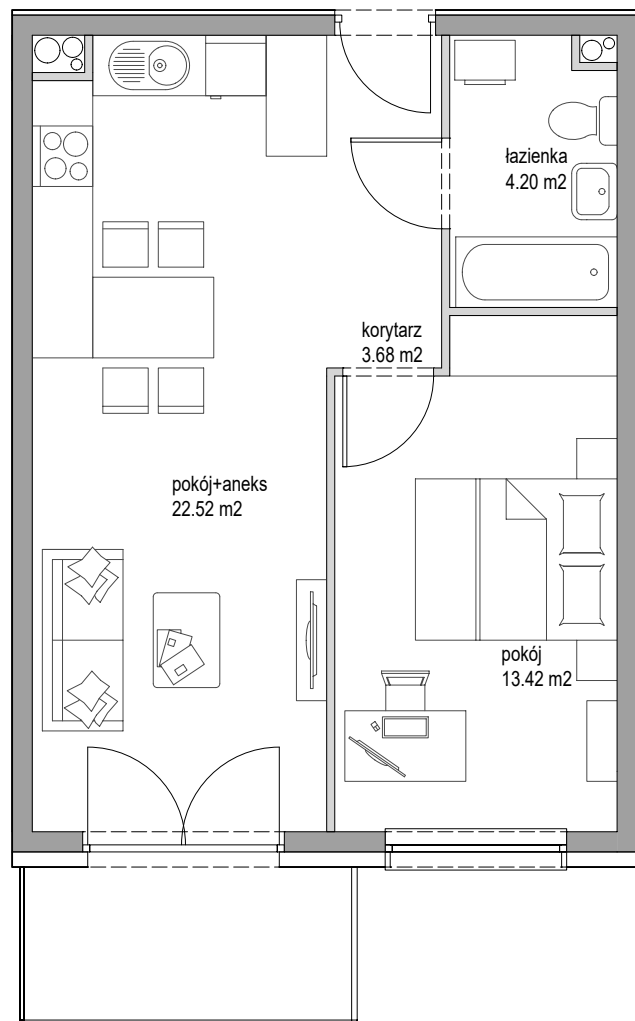 łazienka
4.20 m2
korytarz
3.68 m2
pokój+aneks
22.52 m2
pokój
13.42 m2